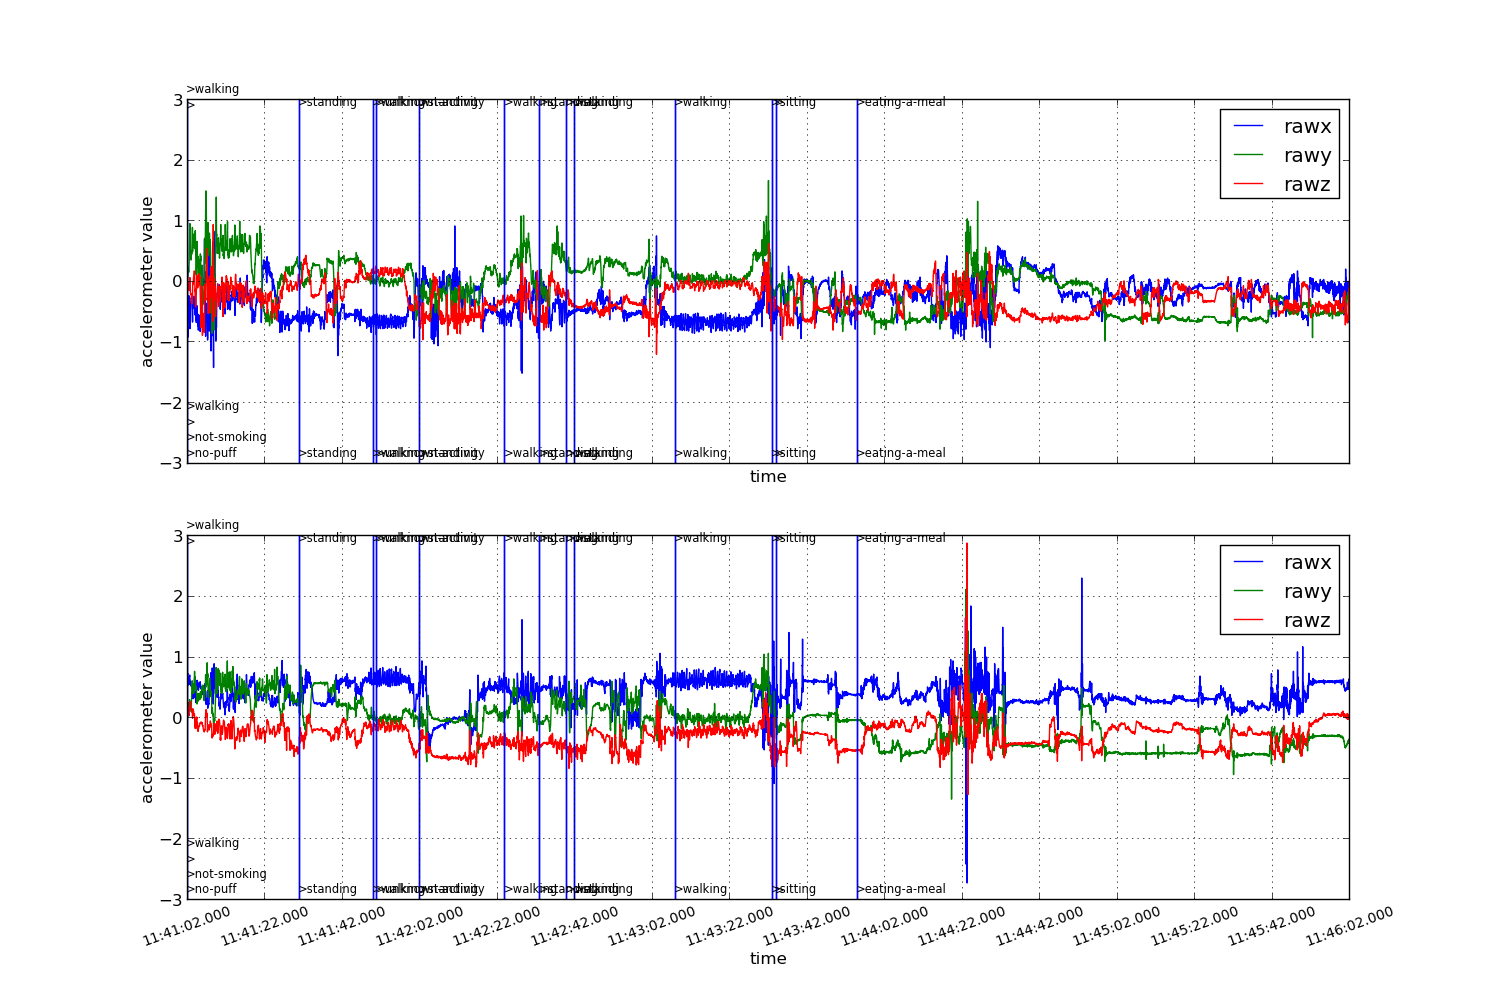 >walking
>
>standing
>walking
>sitting
>eating-a-meal
3
2
1
0
−1
−2
−3
accelerometer value
rawx
rawy
rawz
>walking
>
>not-smoking
>no-puff
>standing
>walking
>sitting
>eating-a-meal
time
>walking
>
>standing
>walking
>sitting
>eating-a-meal
3
2
1
0
−1
−2
−3
accelerometer value
rawx
rawy
rawz
>walking
>
>not-smoking
>no-puff
>standing
>walking
>sitting
>eating-a-meal
11:41:02.000
11:41:22.000
11:41:42.000
11:42:02.000
11:42:22.000
11:42:42.000
11:43:02.000
11:43:22.000
11:43:42.000
11:44:02.000
11:44:22.000
11:44:42.000
11:45:02.000
11:45:22.000
11:45:42.000
11:46:02.000
time